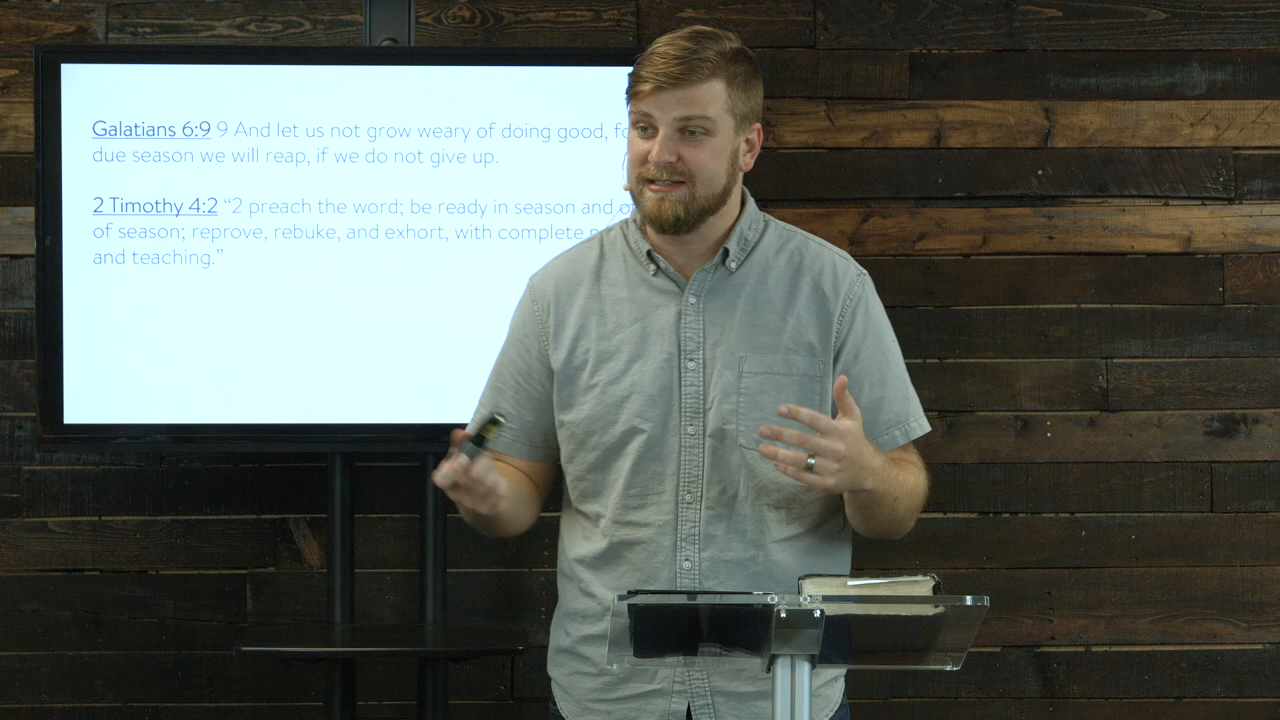 Galatians 6:9 9 And let us not grow weary of doing good,
due season we will reap, if we do not give up.
2 Timothy 4:2 “2 preach the word; be ready in season and
of season; reprove, rebuke, and exhort, with complete
and teaching.”